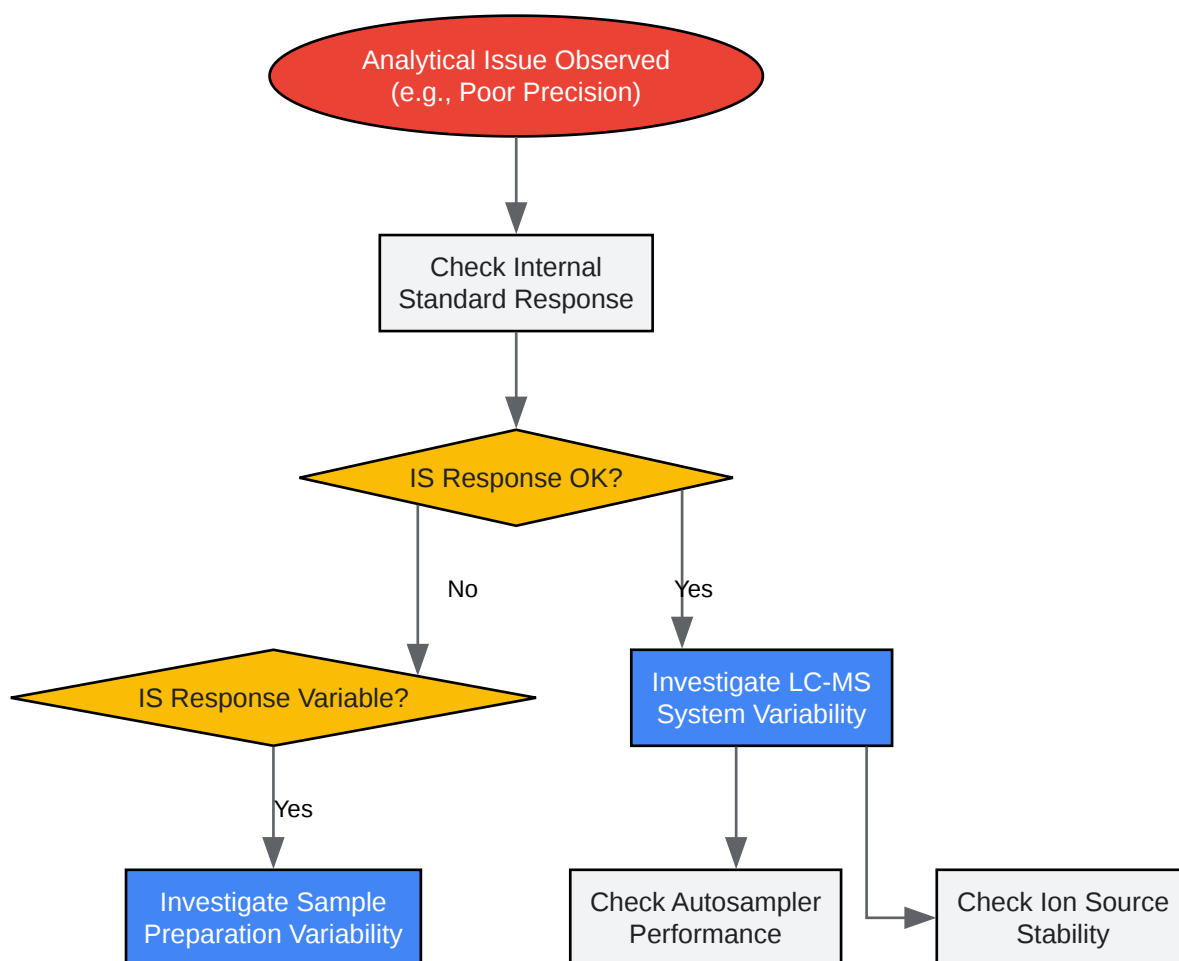 Analytical Issue Observed
(e.g., Poor Precision)
Check Internal
Standard Response
IS Response OK?
No
Yes
IS Response Variable?
Investigate LC-MS
System Variability
Yes
Investigate Sample
Preparation Variability
Check Autosampler
Performance
Check Ion Source
Stability